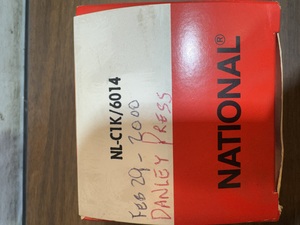 NL-C1K/6014
Feb 29-2000
DANLEY PRESS
NATIONAL®